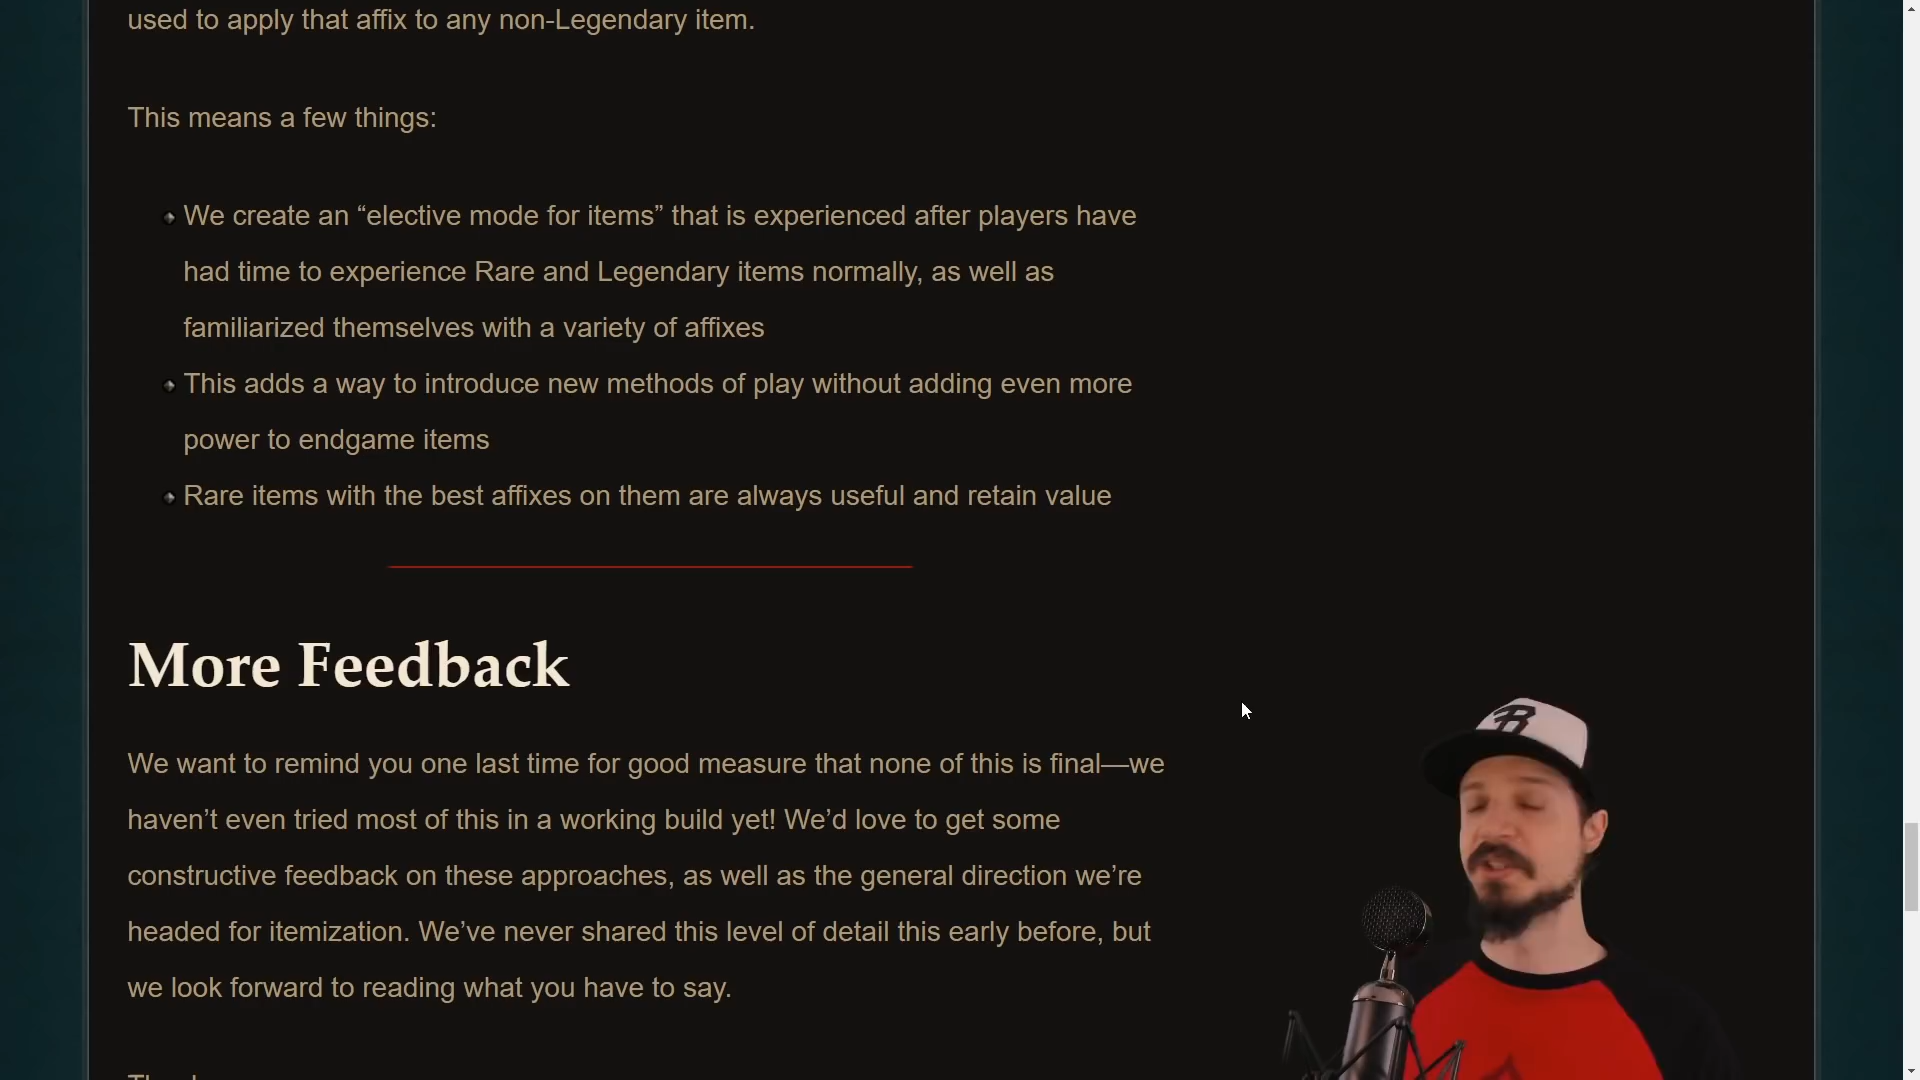 used to apply that affix to any non-Legendary item.
This means a few things:
We create an “elective mode for items” that is experienced after players have
had time to experience Rare and Legendary items normally, as well as
familiarized themselves with a variety of affixes
This adds a way to introduce new methods of play without adding even more
power to endgame items
Rare items with the best affixes on them are always useful and retain value
More Feedback
We want to remind you one last time for good measure that none of this is final—we
haven’t even tried most of this in a working build yet! We’d love to get some
constructive feedback on these approaches, as well as the general direction we’re
headed for itemization. We’ve never shared this level of detail this early before, but
we look forward to reading what you have to say.